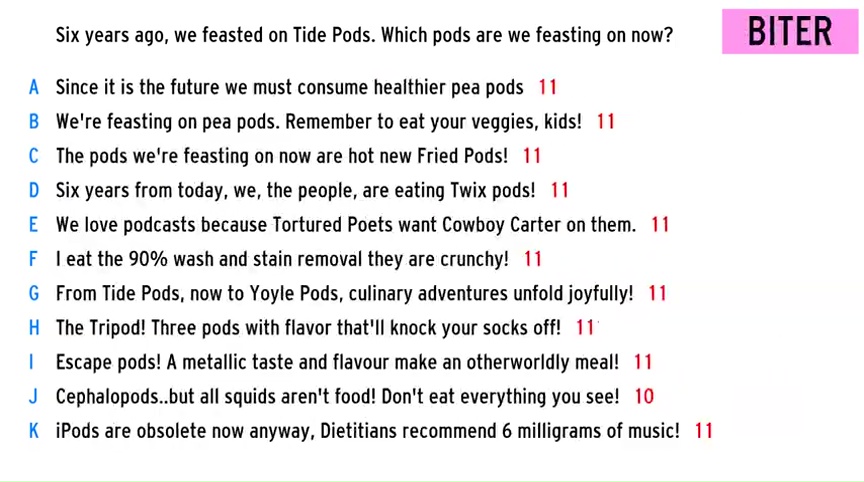 Six years ago, we feasted on Tide Pods. Which pods are we feasting on now?
BITER
A Since it is the future we must consume healthier pea pods 11
B We're feasting on pea pods. Remember to eat your veggies, kids! 11
C The pods we're feasting on now are hot new Fried Pods! 11
D Six years from today, we, the people, are eating Twix pods! 11
E We love podcasts because Tortured Poets want Cowboy Carter on them. 11
F I eat the 90% wash and stain removal they are crunchy! 11
G From Tide Pods, now to Yoyle Pods, culinary adventures unfold joyfully! 11
H The Tripod! Three pods with flavor that'll knock your socks off! 11
I Escape pods! A metallic taste and flavour make an otherworldly meal! 11
J Cephalopods..but all squids aren't food! Don't eat everything you see! 10
K iPods are obsolete now anyway, Dietitians recommend 6 milligrams of music! 11